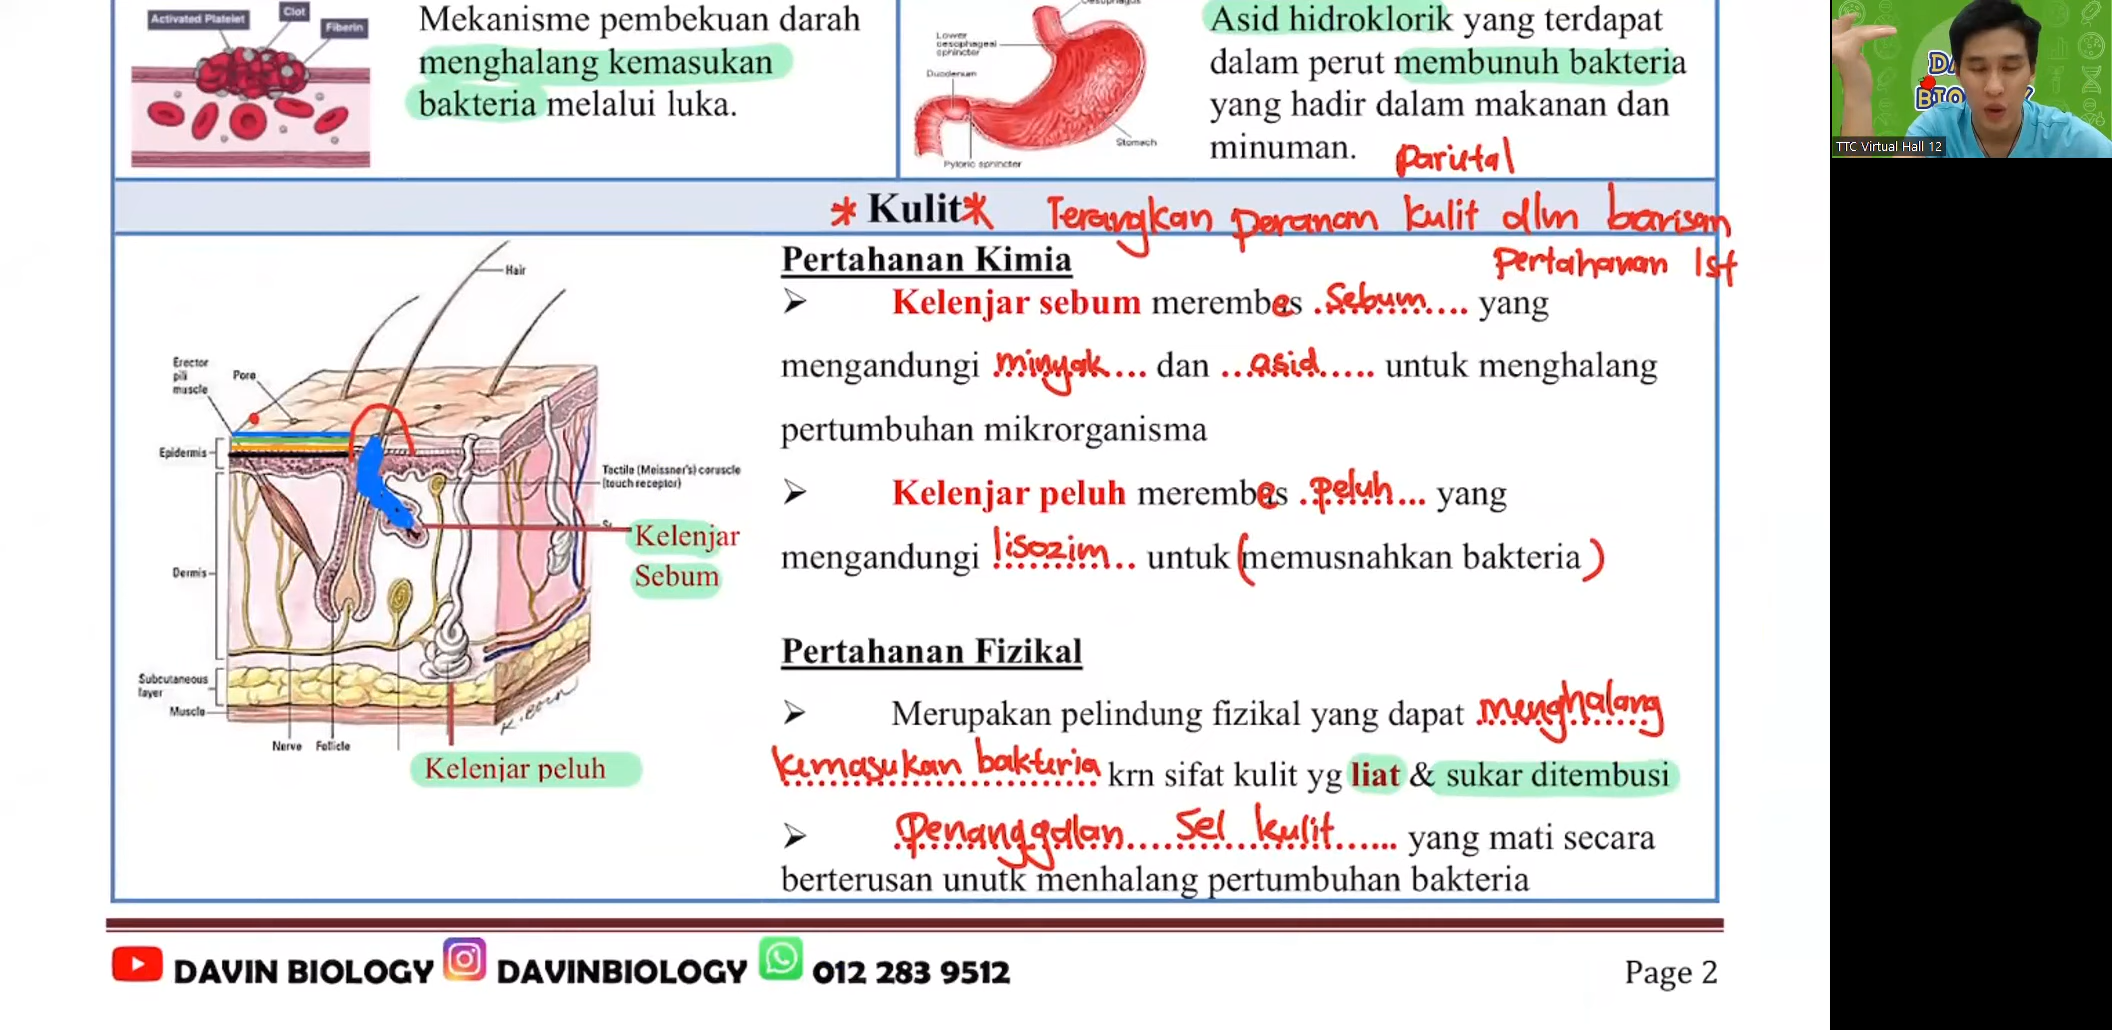 Activated Platelet
Clot
Fiberin
Mekanisme pembekuan darah
menghalang kemasukan
bakteria melalui luka.
Lower
oesophageal
sphincter
Duodenum
Stomach
Pyloric sphincter
Asid hidroklorik yang terdapat
dalam perut membunuh bakteria
yang hadir dalam makanan dan
minuman.
parietal
* Kulit* Terangkan peranan kulit dlm barisan
pertahanan 1st
Hair
Erector
pili
muscle
Pore
Epidermis
Tactile (Meissner's) coruscle
(touch receptor)
Dermis
Kelenjar
Sebum
Subcutaneous
layer
Muscle
Nerve Follicle
Kelenjar peluh
Pertahanan Kimia
➢ Kelenjar sebum merembes sebum yang
mengandungi minyak dan asid untuk menghalang
pertumbuhan mikrorganisma
➢ Kelenjar peluh merembes peluh yang
mengandungi lisozim untuk (memusnahkan bakteria)
Pertahanan Fizikal
➢ Merupakan pelindung fizikal yang dapat menghalang
kemasukan bakteria krn sifat kulit yg liat & sukar ditembusi
➢ Penanggalan sel kulit yang mati secara
berterusan unutk menhalang pertumbuhan bakteria
DAVIN BIOLOGY DAVINBIOLOGY 012 283 9512
Page 2
TTC Virtual Hall 12